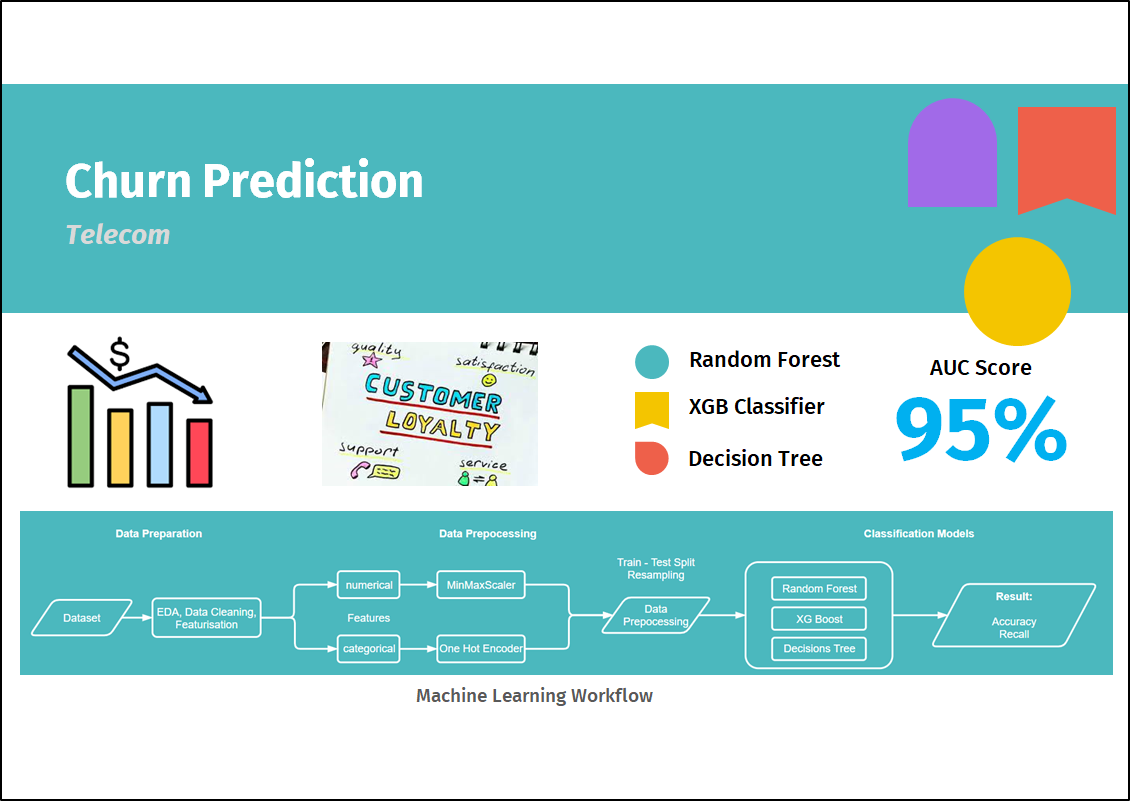 Churn Prediction
Telecom
$
quality
satisfaction
CUSTOMER
LOYALTY
support
service
Random Forest
XGB Classifier
Decision Tree
AUC Score
95%
Data Preparation
Data Prepocessing
Classification Models
Dataset
EDA, Data Cleaning,
Featurisation
numerical
MinMaxScaler
Features
categorical
One Hot Encoder
Train - Test Split
Resampling
Data
Prepocessing
Random Forest
XG Boost
Decisions Tree
Result:
Accuracy
Recall
Machine Learning Workflow